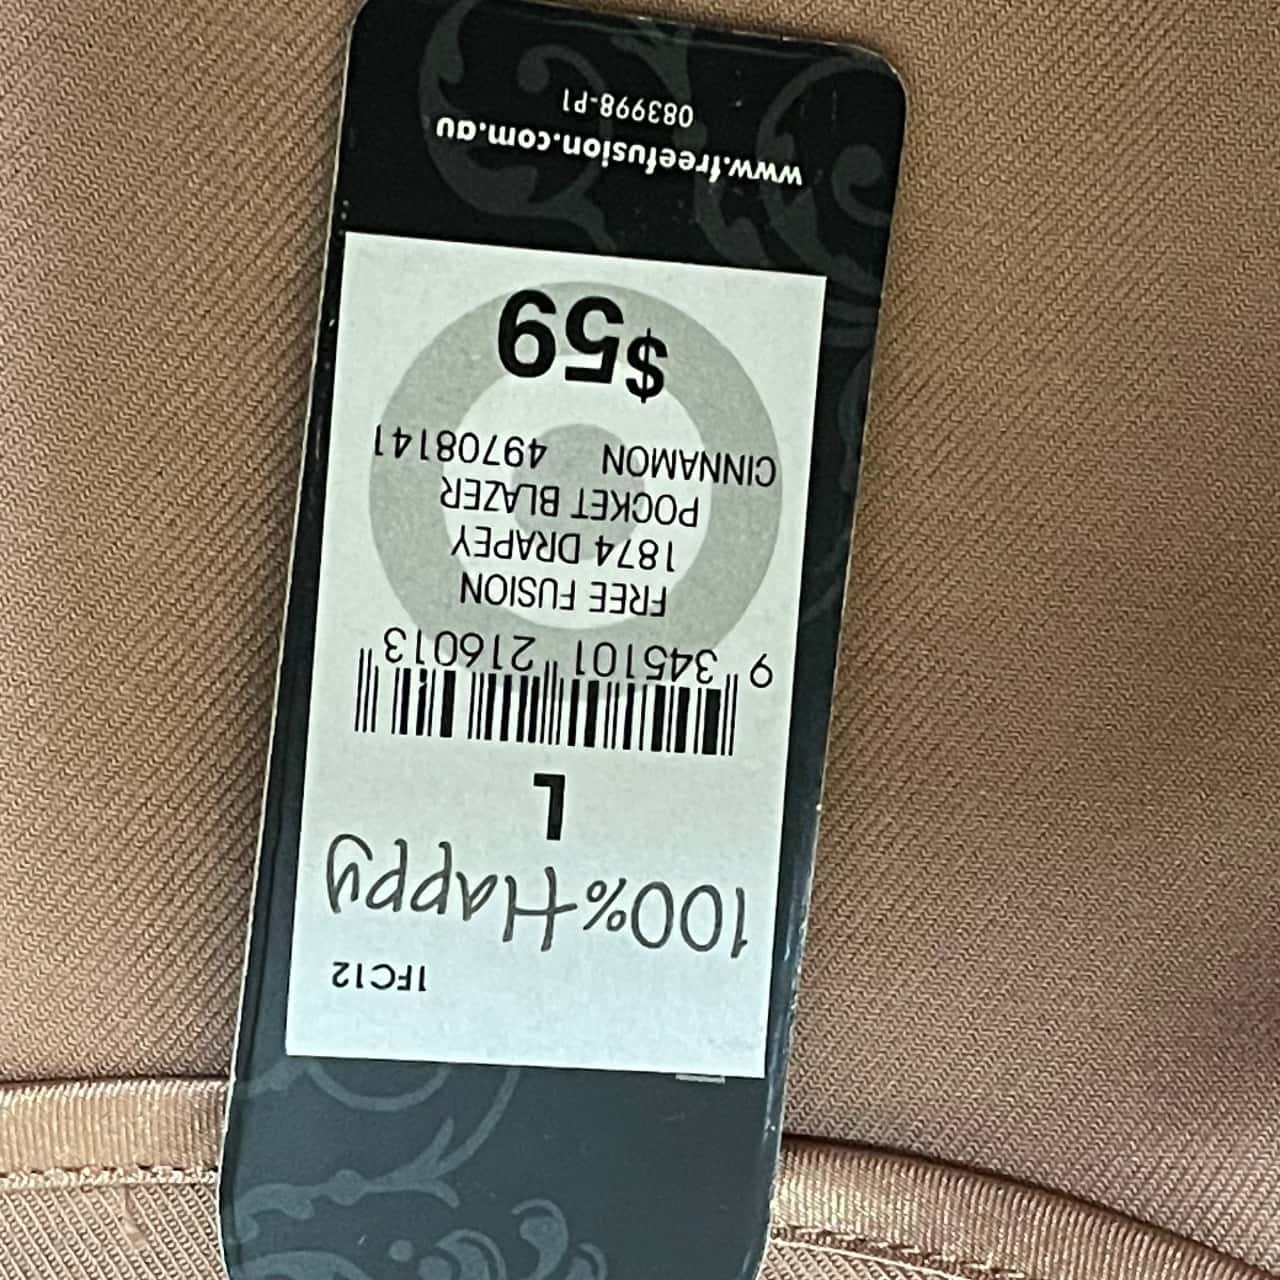 1FC12
100% Happy
L
9 345101 216013
FREE FUSION
1874 DRAPEY
POCKET BLAZER
CINNAMON 49708141
$59
www.freefusion.com.au
083998-P1